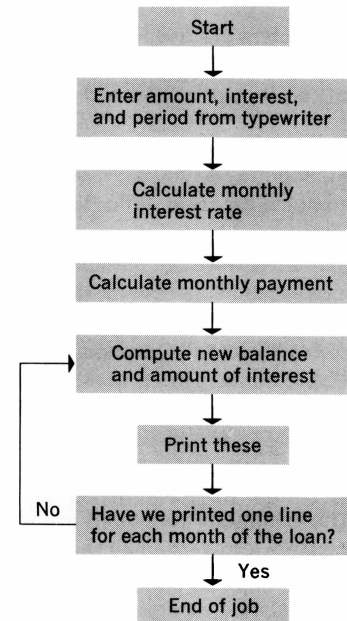 Start
Enter amount, interest,
and period from typewriter
Calculate monthly
interest rate
Calculate monthly payment
Compute new balance
and amount of interest
Print these
Have we printed one line
for each month of the loan?
No
Yes
End of job